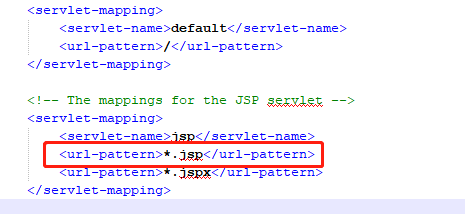 <servlet-mapping>
<servlet-name>default</servlet-name>
<url-pattern>/</url-pattern>
</servlet-mapping>
<!-- The mappings for the JSP servlet -->
<servlet-mapping>
<servlet-name>jsp</servlet-name>
<url-pattern>*.jsp</url-pattern>
<url-pattern>*.jspx</url-pattern>
</servlet-mapping>